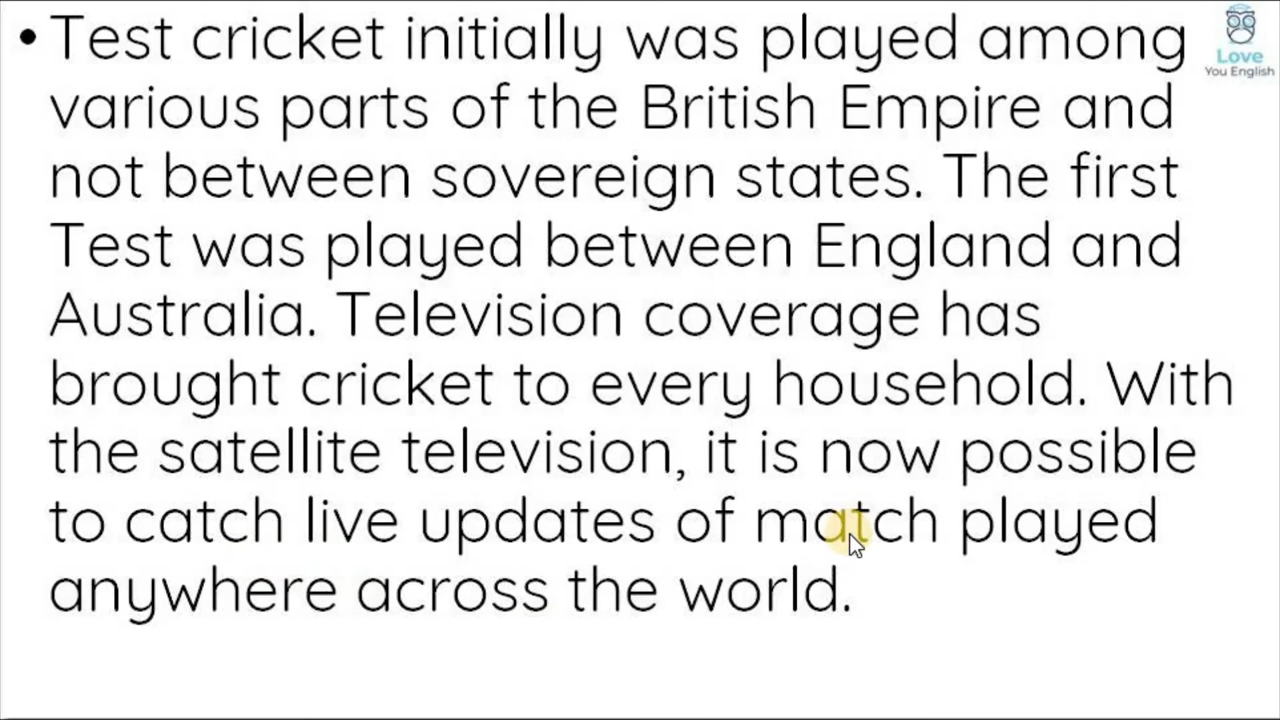 • Test cricket initially was played among
various parts of the British Empire and
not between sovereign states. The first
Test was played between England and
Australia. Television coverage has
brought cricket to every household. With
the satellite television, it is now possible
to catch live updates of match played
anywhere across the world.
Love
You English